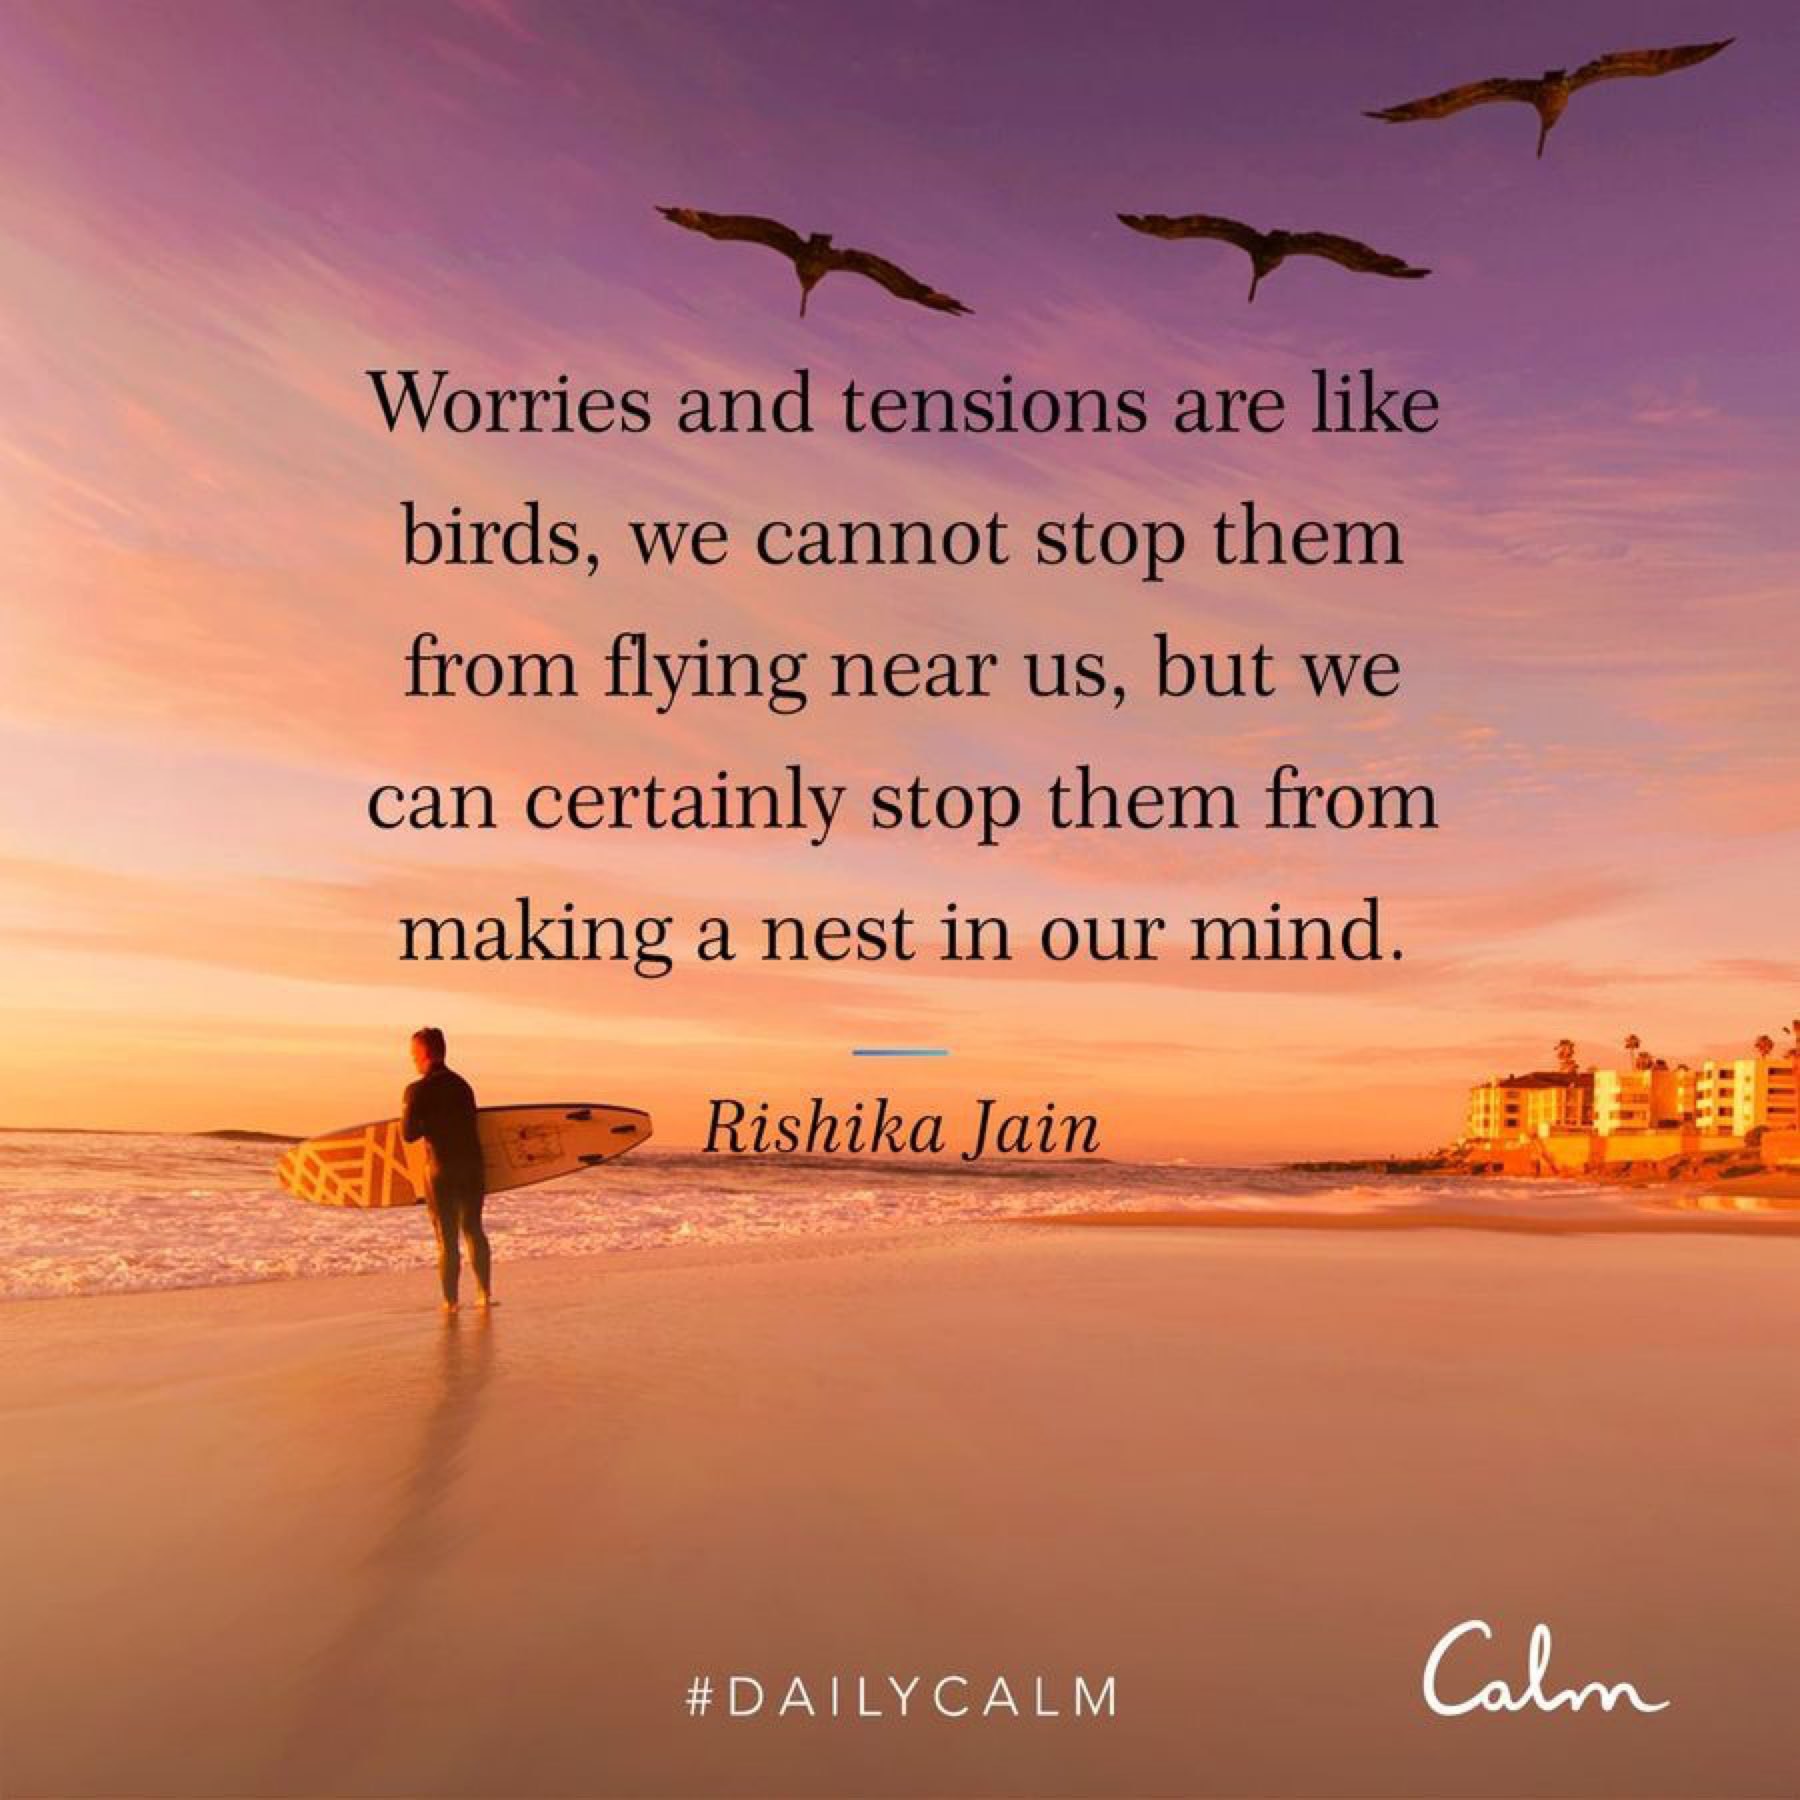 Worries and tensions are like
birds, we cannot stop them
from flying near us, but we
can certainly stop them from
making a nest in our mind.
Rishika Jain
#DAILYCALM
Calm